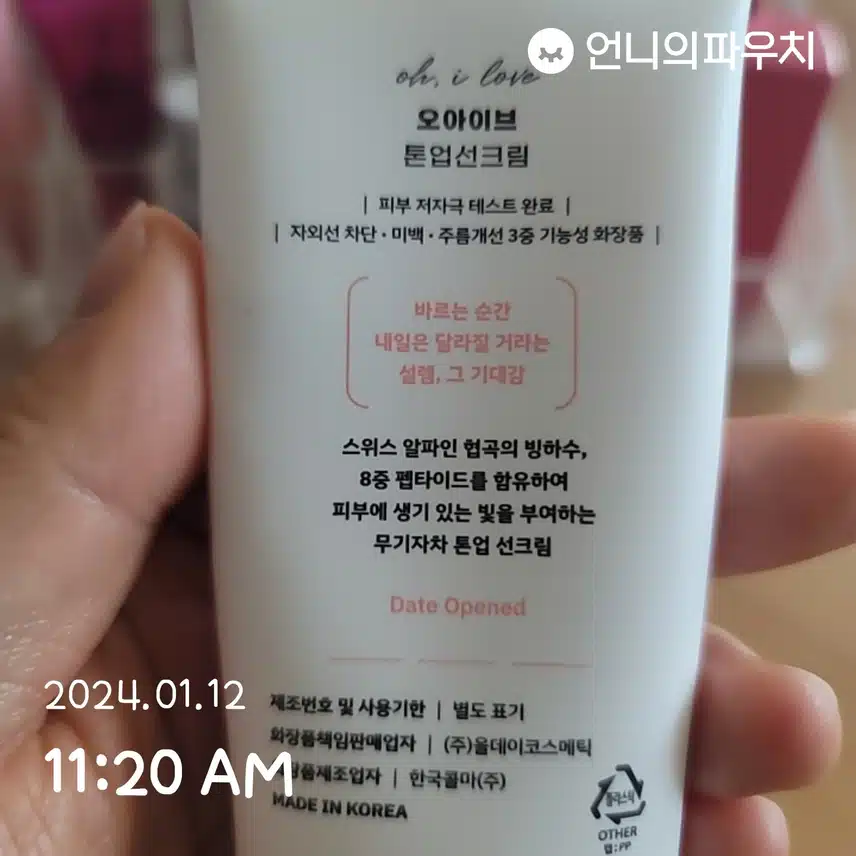 언니의파우치
oh, i love
오아이브
톤업선크림
| 피부 저자극 테스트 완료 |
| 자외선 차단 · 미백 · 주름개선 3중 기능성 화장품 |
바르는 순간
내일은 달라질 거라는
설렘, 그 기대감
스위스 알파인 협곡의 빙하수,
8중 펩타이드를 함유하여
피부에 생기 있는 빛을 부여하는
무기자차 톤업 선크림
Date Opened
제조번호 및 사용기한 | 별도 표기
화장품책임판매업자 | (주)올데이코스메틱
장품제조업자 | 한국콜마(주)
MADE IN KOREA
플라스틱
OTHER
캡:PP
2024.01.12
11:20 AM